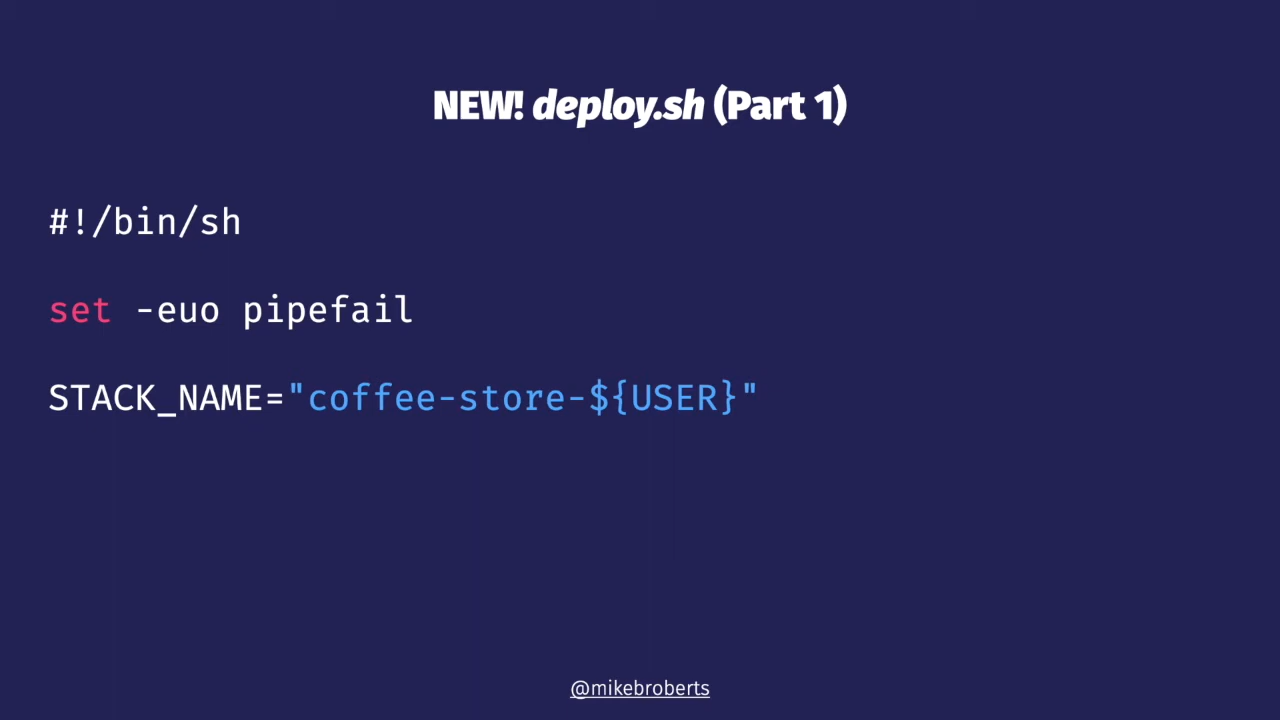 NEW! deploy.sh (Part 1)
#!/bin/sh
set -euo pipefail
STACK_NAME="coffee-store-${USER}"
@mikebroberts